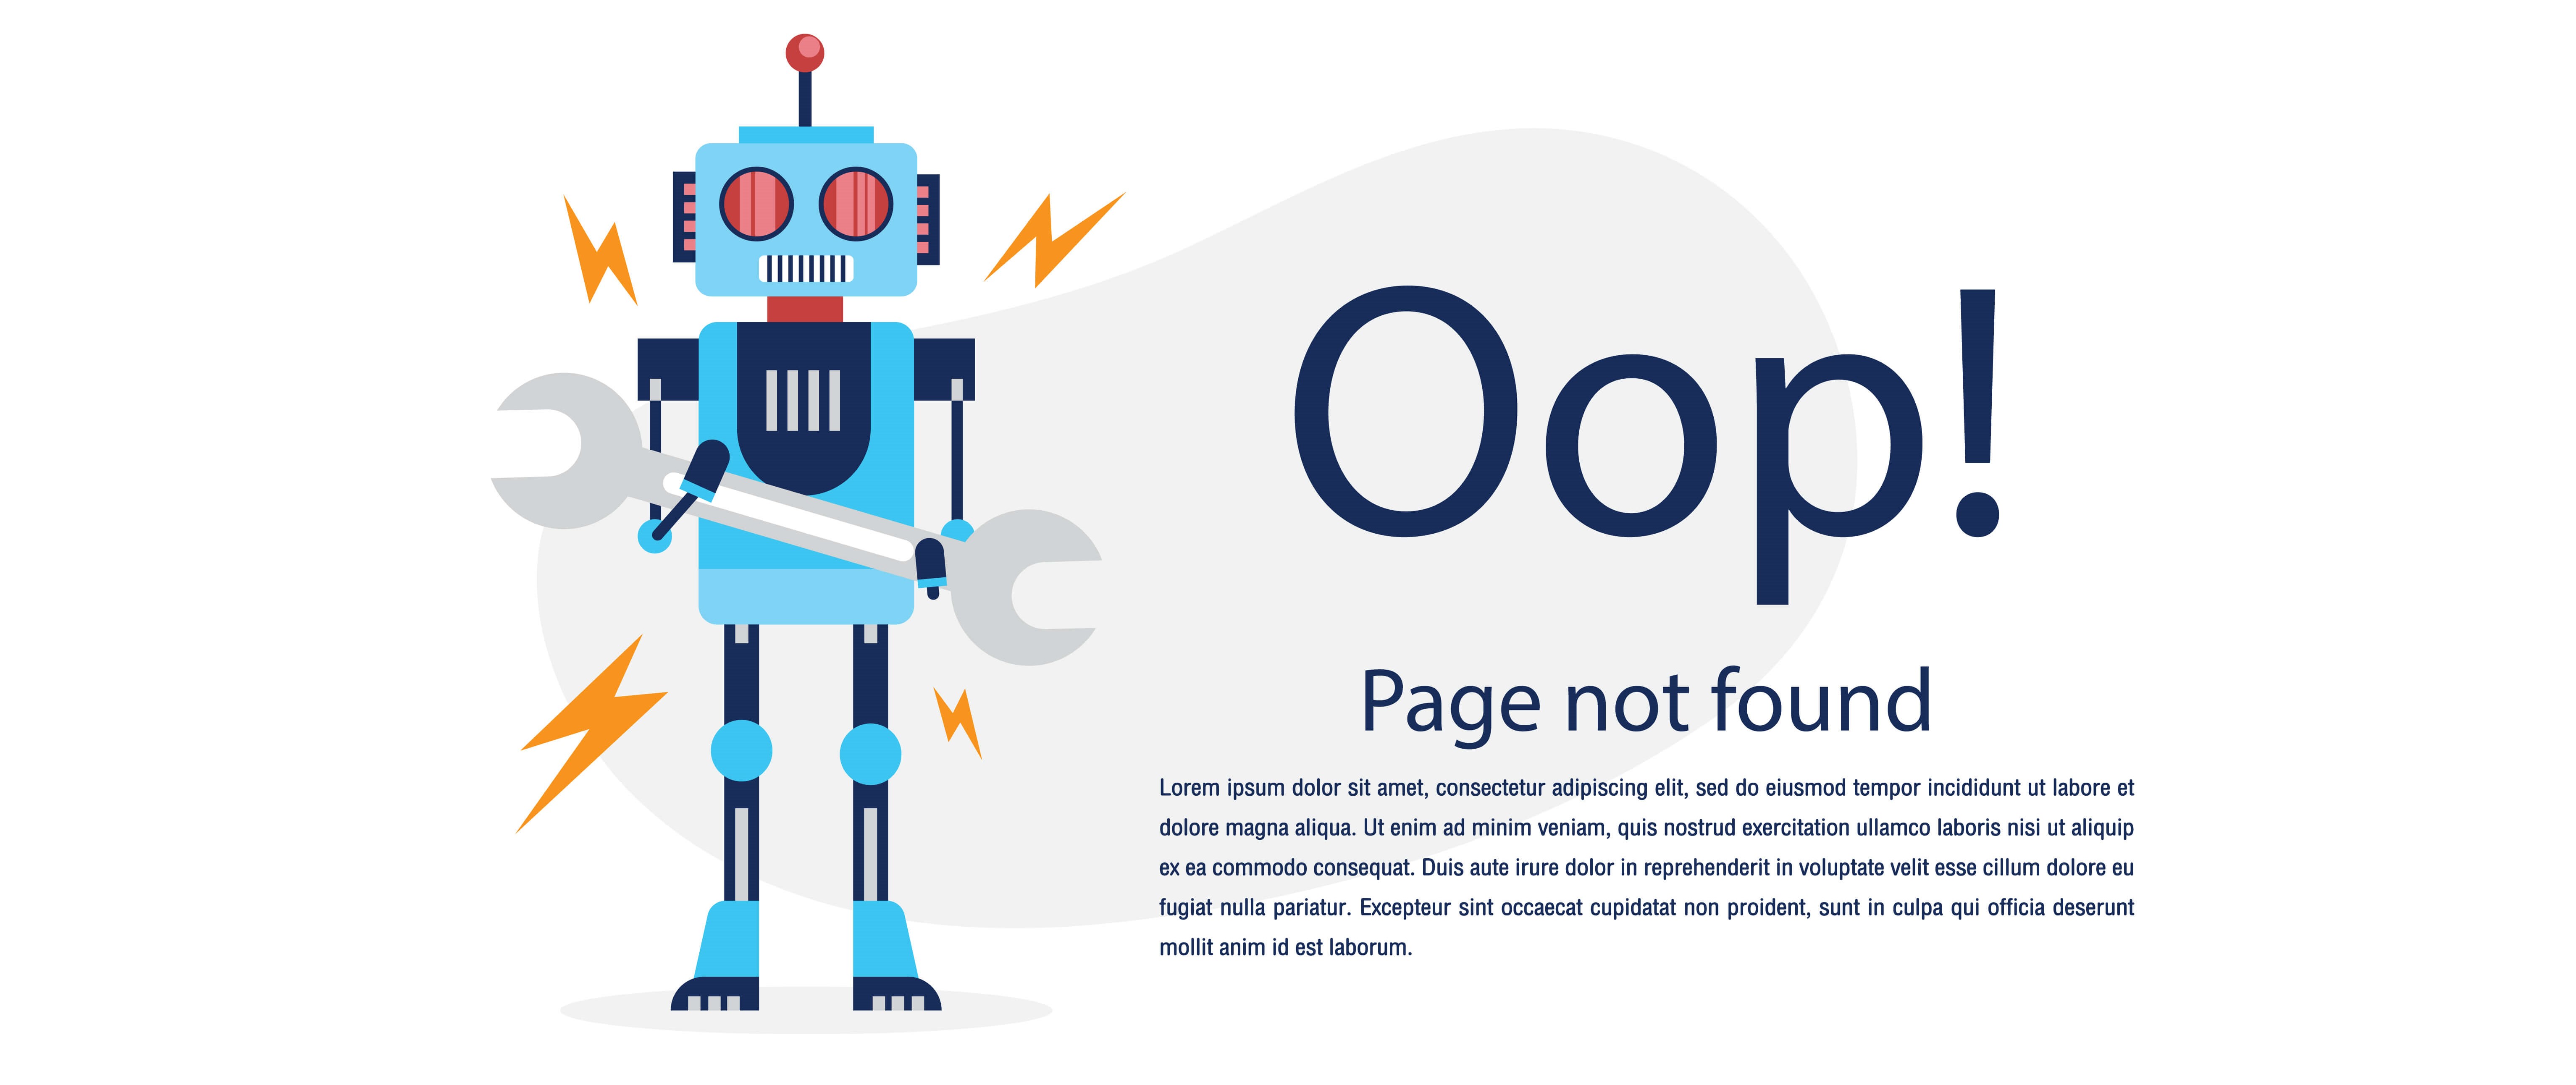 Oop!
Page not found
Lorem ipsum dolor sit amet, consectetur adipiscing elit, sed do eiusmod tempor incididunt ut labore et
dolore magna aliqua. Ut enim ad minim veniam, quis nostrud exercitation ullamco laboris nisi ut aliquip
ex ea commodo consequat. Duis aute irure dolor in reprehenderit in voluptate velit esse cillum dolore eu
fugiat nulla pariatur. Excepteur sint occaecat cupidatat non proident, sunt in culpa qui officia deserunt
mollit anim id est laborum.